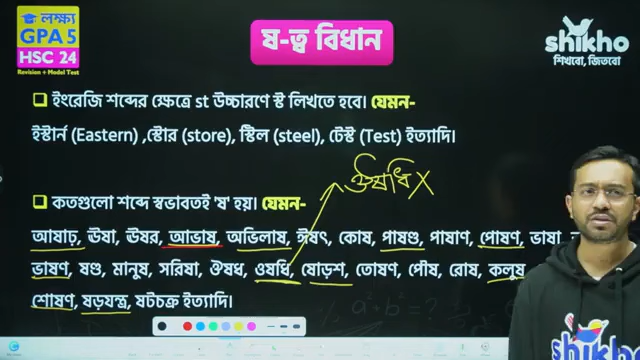 লক্ষ্য
GPA 5
HSC 24
Revision + Model Test
ষ-ত্ব বিধান
shikho
শিখবো, জিতবো
ইংরেজি শব্দের ক্ষেত্রে st উচ্চারণে স্ট লিখতে হবে। যেমন-
ইস্টার্ন (Eastern) ,স্টোর (store), স্টিল (steel), টেস্ট (Test) ইত্যাদি।
ঔষধি X
কতগুলো শব্দে স্বভাবতই 'ষ' হয়। যেমন-
আষাঢ়, ঊষা, ঊষর, আভাষ, অভিলাষ, ঈষৎ, কোষ, পাষণ্ড, পাষাণ, পোষণ, ভাষা,
ভাষণ, ষণ্ড, মানুষ, সরিষা, ঔষধ, ওষধি, ষোড়শ, তোষণ, পৌষ, রোষ, কলুষ
শোষণ, ষড়যন্ত্র, ষটচক্র ইত্যাদি।
a² + b² = ?
shikho